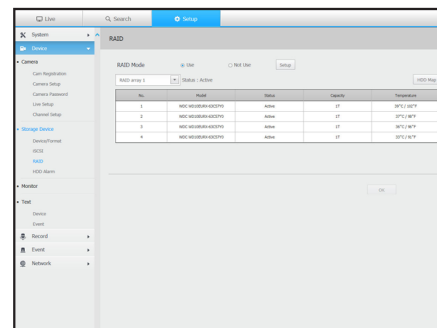 Live
Search
Setup
System
Device
Camera
Cam Registration
Camera Setup
Camera Password
Live Setup
Channel Setup
Storage Device
Device/Format
iSCSI
RAID
HDD Alarm
Monitor
Text
Device
Event
Record
Event
Network
RAID
RAID Mode Use Not Use Setup
RAID array 1 Status : Active HDD Map
No. Model Status Capacity Temperature
1 Active 1T
2 Active 1T
3 Active 1T
4 Active 1T
OK